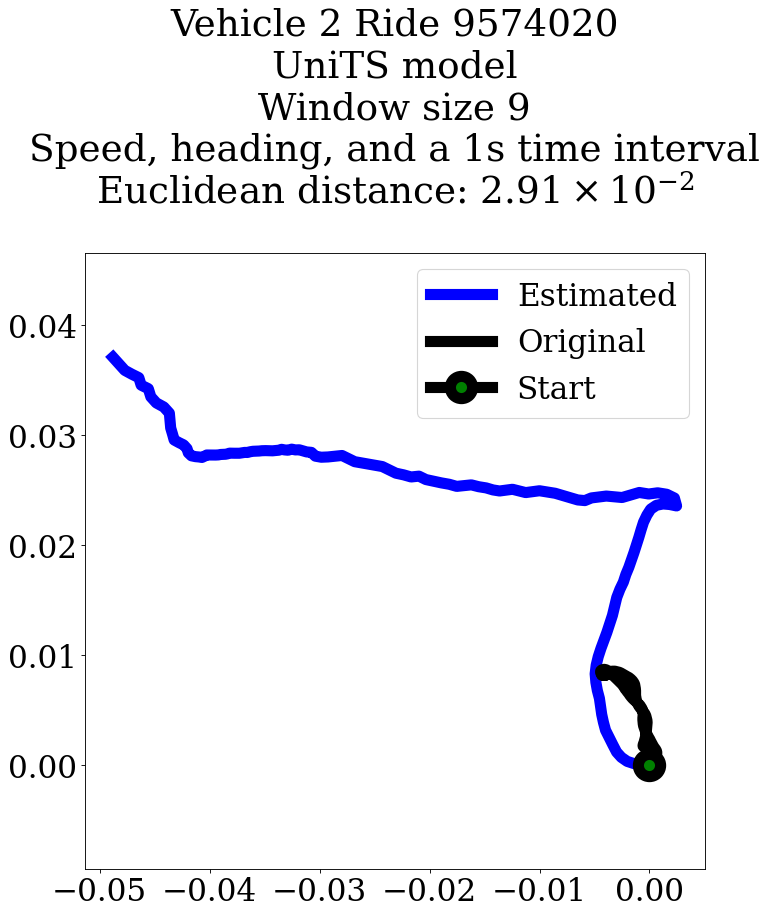 Vehicle 2 Ride 9574020
UniTS model
Window size 9
Speed, heading, and a 1s time interval
Euclidean distance: 2.91 × 10⁻²
Estimated
Original
Start
0.04
0.03
0.02
0.01
0.00
−0.05 −0.04 −0.03 −0.02 −0.01 0.00